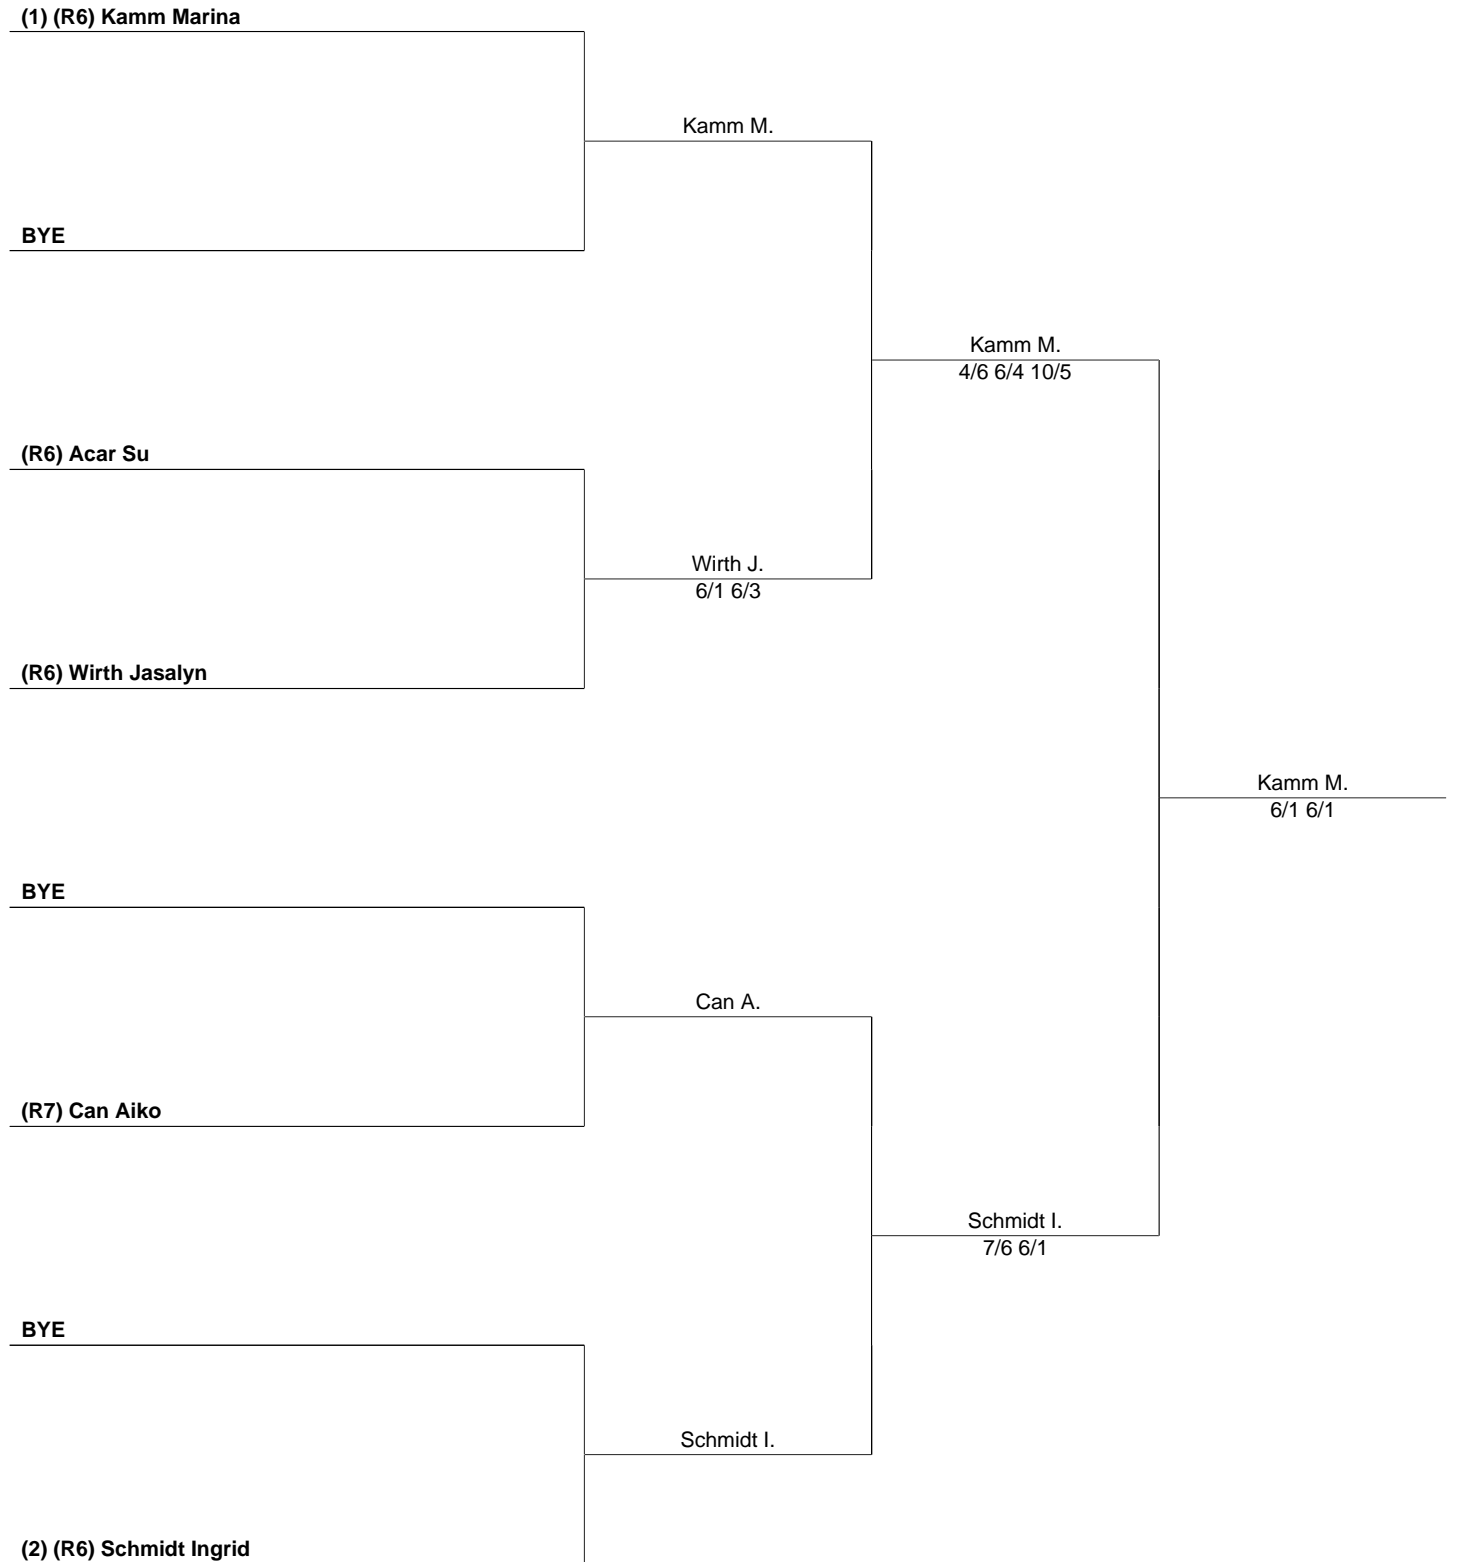 (1) (R6) Kamm Marina
Kamm M.
BYE
Kamm M.
4/6 6/4 10/5
(R6) Acar Su
Wirth J.
6/1 6/3
(R6) Wirth Jasalyn
Kamm M.
6/1 6/1
BYE
Can A.
(R7) Can Aiko
Schmidt I.
7/6 6/1
BYE
Schmidt I.
(2) (R6) Schmidt Ingrid